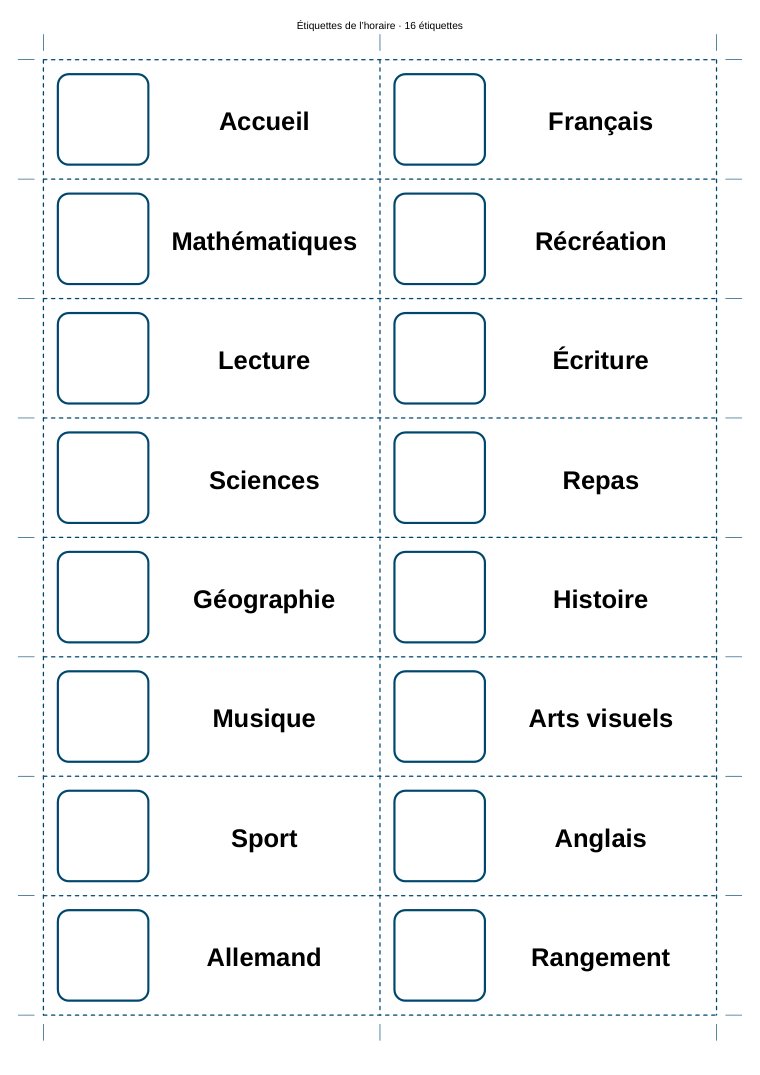 Étiquettes de l'horaire · 16 étiquettes
Accueil
Français
Mathématiques
Récréation
Lecture
Écriture
Sciences
Repas
Géographie
Histoire
Musique
Arts visuels
Sport
Anglais
Allemand
Rangement